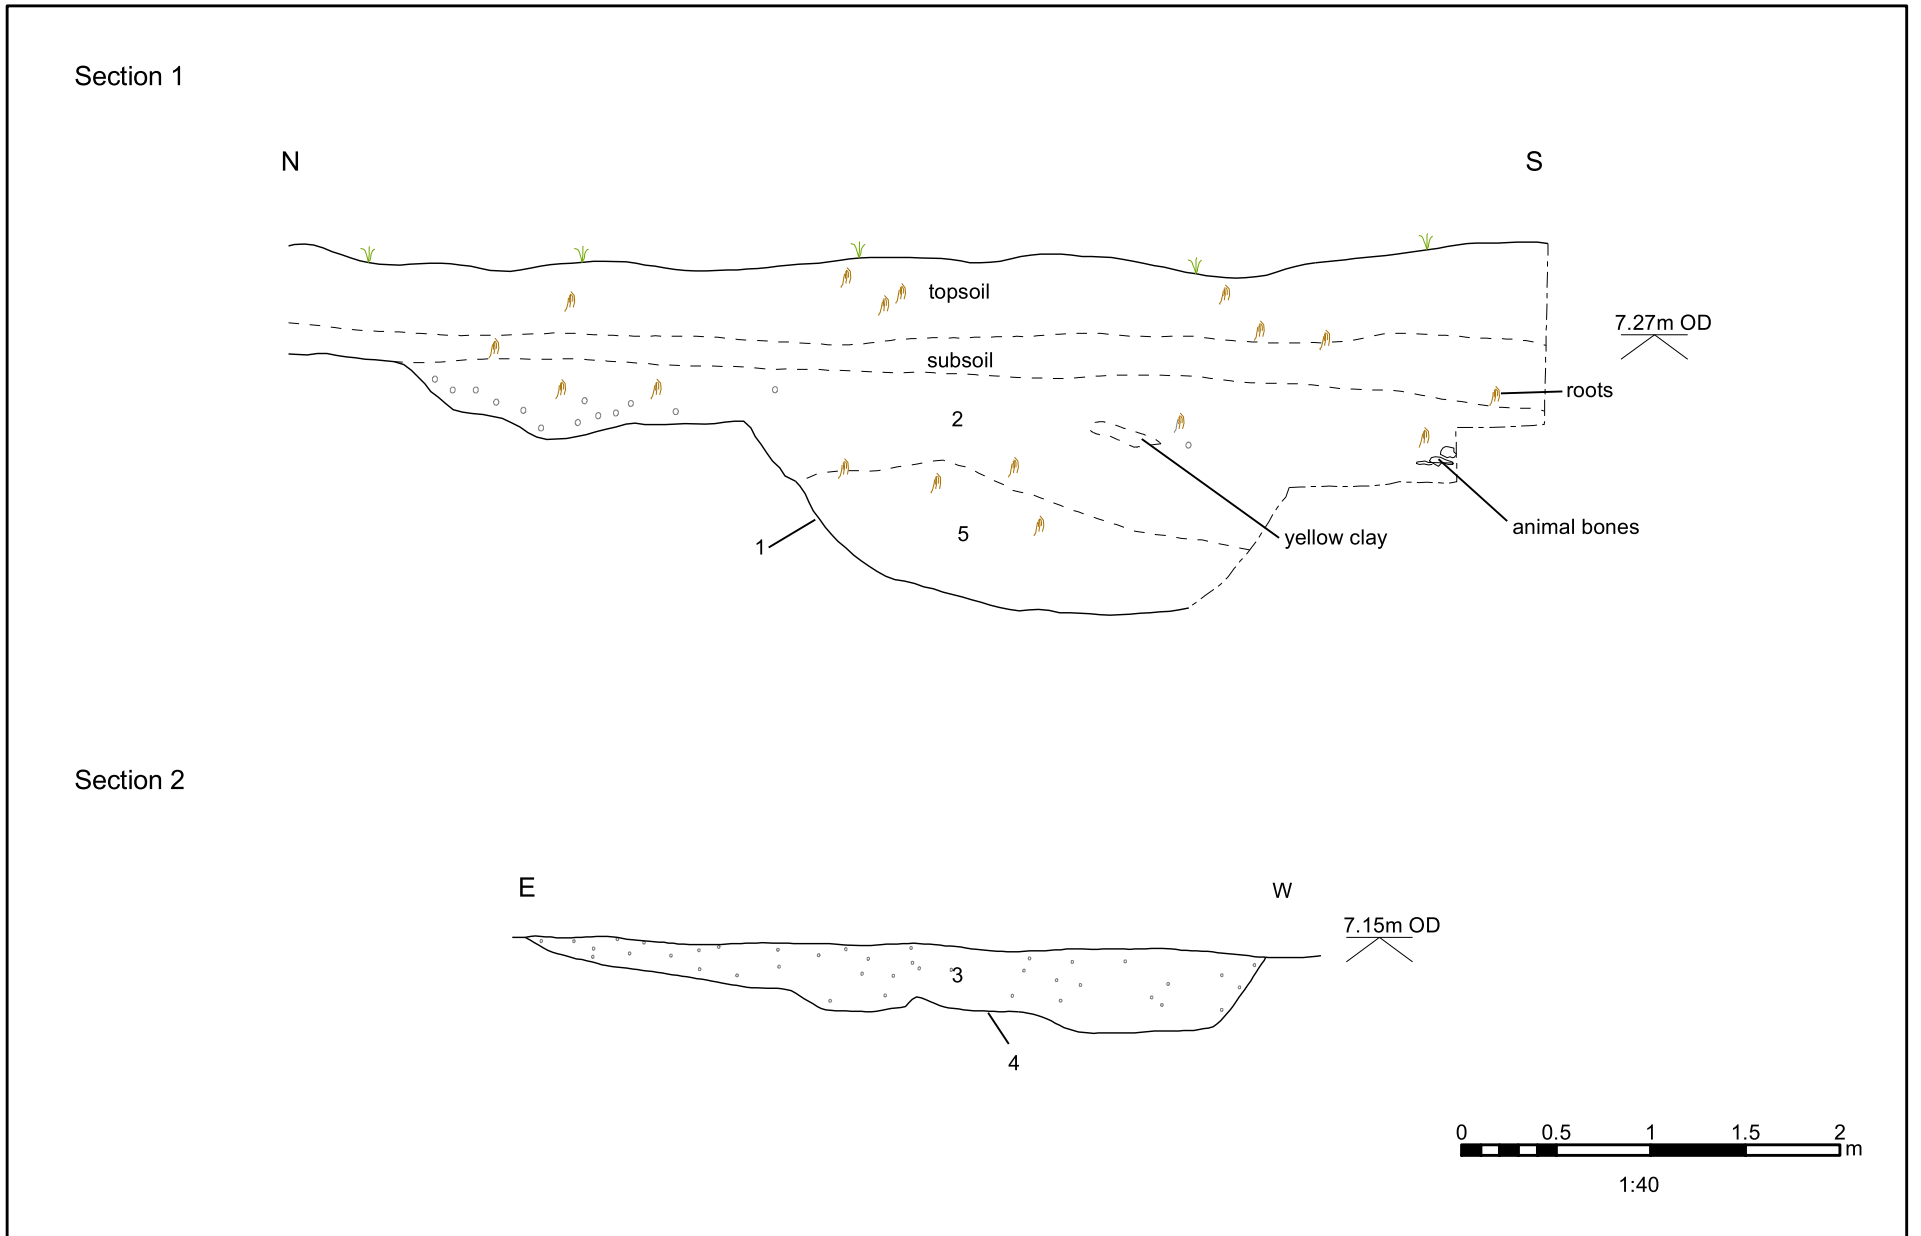 Section 1
N
S
topsoil
7.27m OD
subsoil
roots
2
animal bones
5
yellow clay
1
Section 2
E
W
7.15m OD
3
4
0 0.5 1 1.5 2
m
1:40